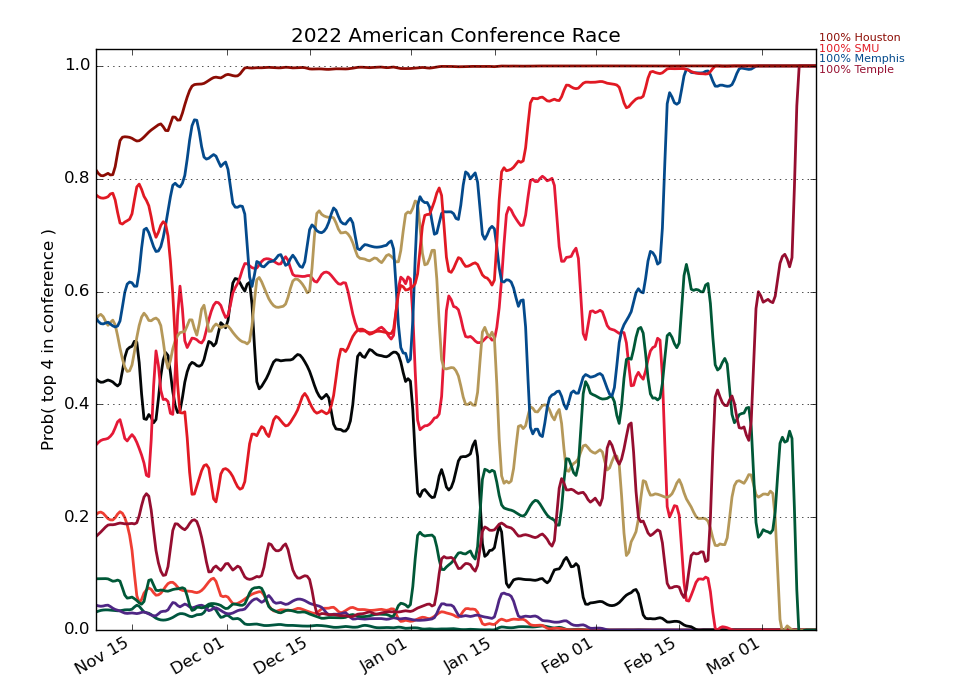 2022 American Conference Race
100% Houston
100% SMU
100% Memphis
100% Temple
Prob( top 4 in conference )
1.0
0.8
0.6
0.4
0.2
0.0
Nov 15
Dec 01
Dec 15
Jan 01
Jan 15
Feb 01
Feb 15
Mar 01